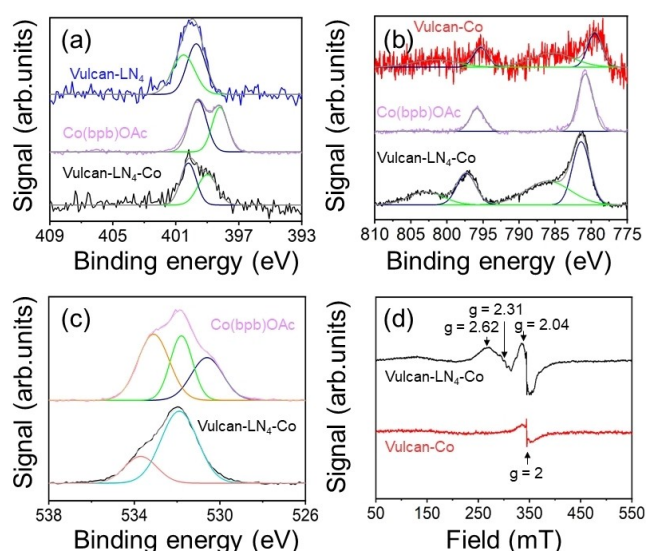 (a)
Vulcan-LN₄
Co(bpb)OAc
Vulcan-LN₄-Co
Signal (arb.units)
409 405 401 397 393
Binding energy (eV)
(b)
Vulcan-Co
Co(bpb)OAc
Vulcan-LN₄-Co
Signal (arb.units)
810 805 800 795 790 785 780 775
Binding energy (eV)
(c)
Co(bpb)OAc
Vulcan-LN₄-Co
Signal (arb.units)
538 534 530 526
Binding energy (eV)
(d)
g = 2.31
g = 2.62
g = 2.04
Vulcan-LN₄-Co
Vulcan-Co
g = 2
Signal (arb.units)
50 150 250 350 450 550
Field (mT)